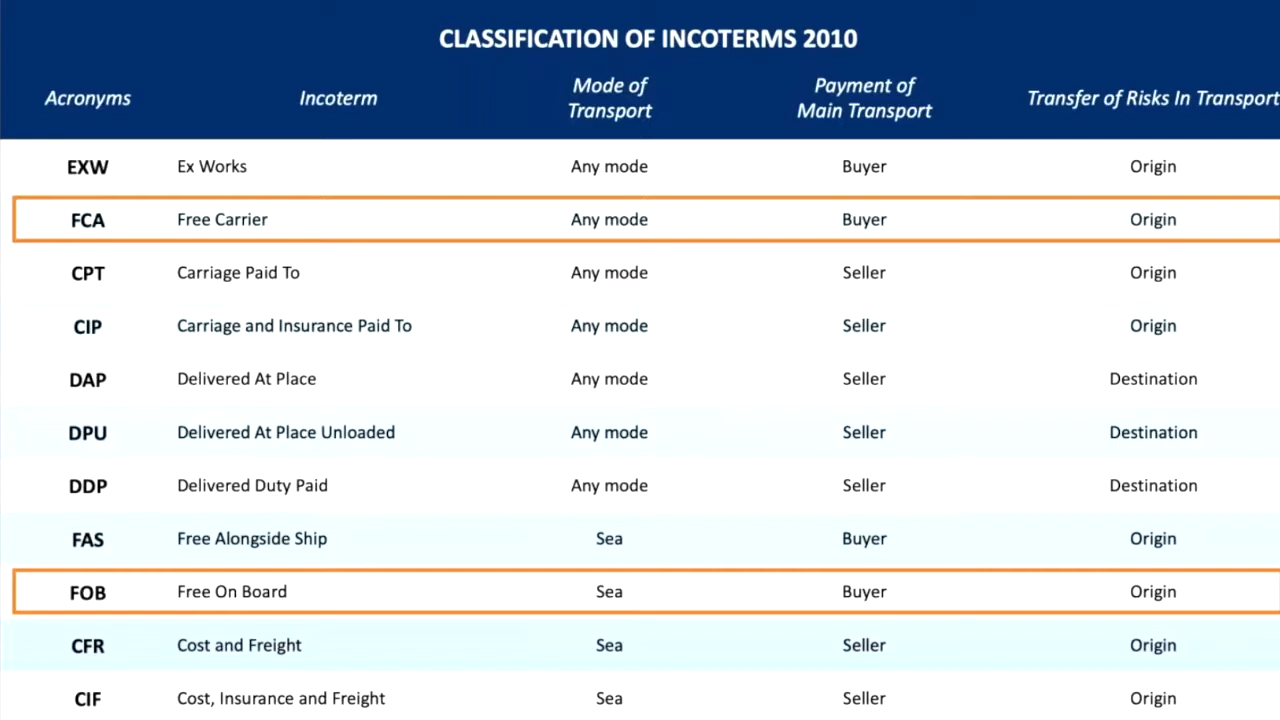 CLASSIFICATION OF INCOTERMS 2010
Acronyms Incoterm Mode of Transport Payment of Main Transport Transfer of Risks In Transport
EXW Ex Works Any mode Buyer Origin
FCA Free Carrier Any mode Buyer Origin
CPT Carriage Paid To Any mode Seller Origin
CIP Carriage and Insurance Paid To Any mode Seller Origin
DAP Delivered At Place Any mode Seller Destination
DPU Delivered At Place Unloaded Any mode Seller Destination
DDP Delivered Duty Paid Any mode Seller Destination
FAS Free Alongside Ship Sea Buyer Origin
FOB Free On Board Sea Buyer Origin
CFR Cost and Freight Sea Seller Origin
CIF Cost, Insurance and Freight Sea Seller Origin